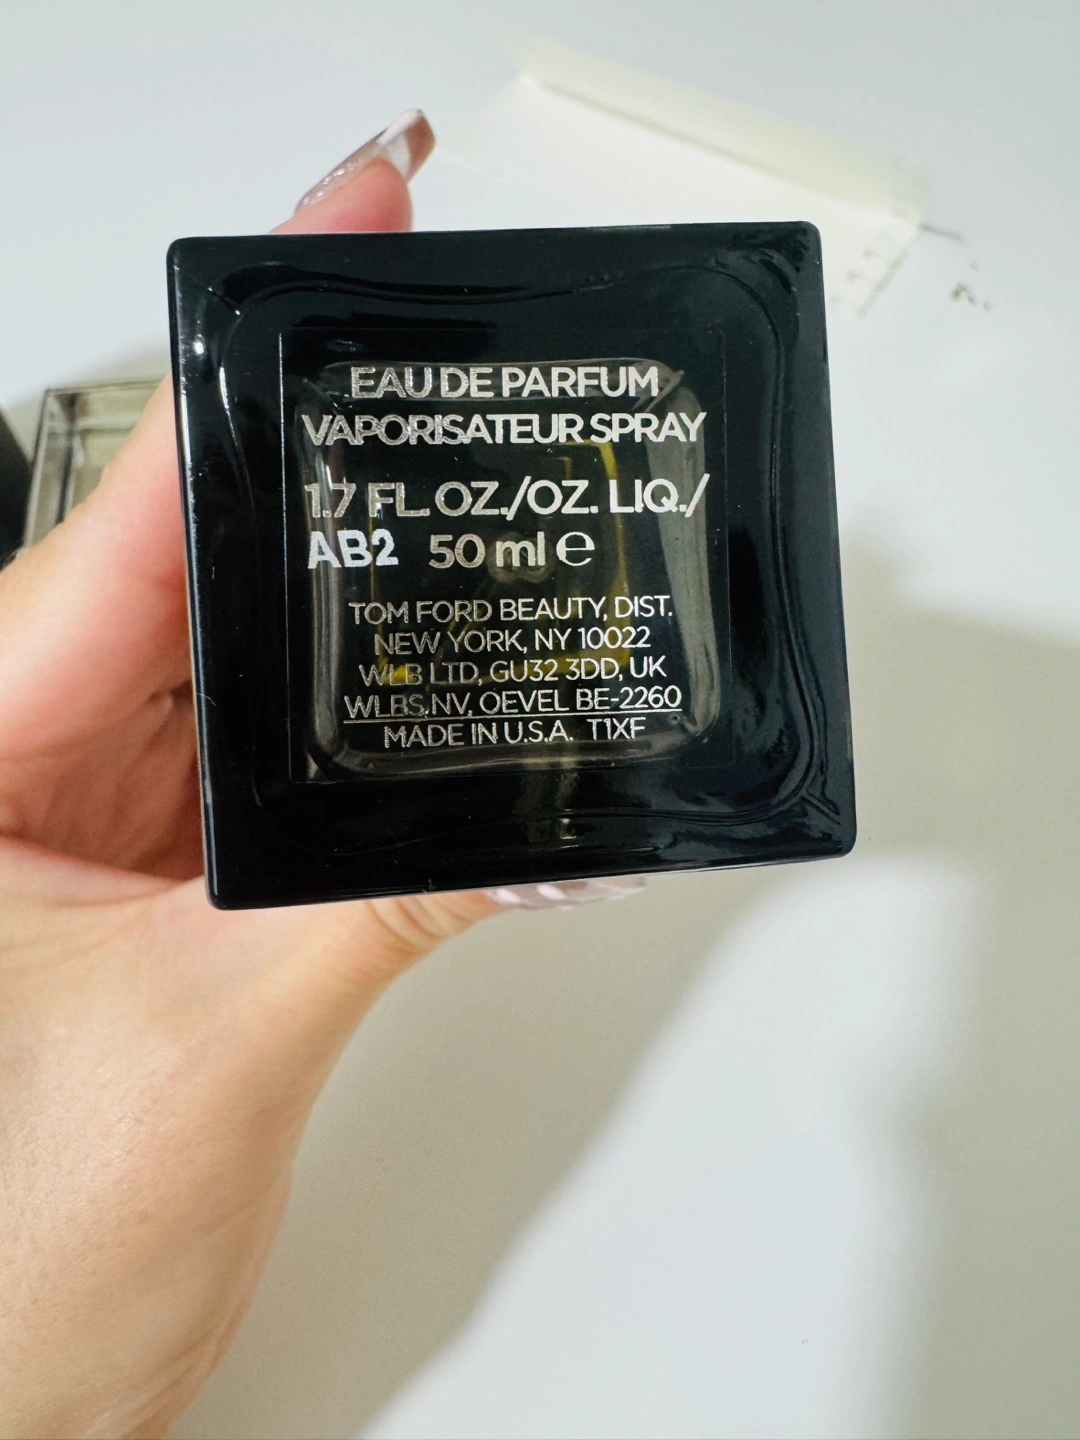 EAU DE PARFUM
VAPORISATEUR SPRAY
1.7 FL. OZ./OZ. LIQ./
AB2 50 ml e
TOM FORD BEAUTY, DIST.
NEW YORK, NY 10022
WLB LTD, GU32 3DD, UK
WLBS,NV, OEVEL BE-2260
MADE IN U.S.A. T1XF